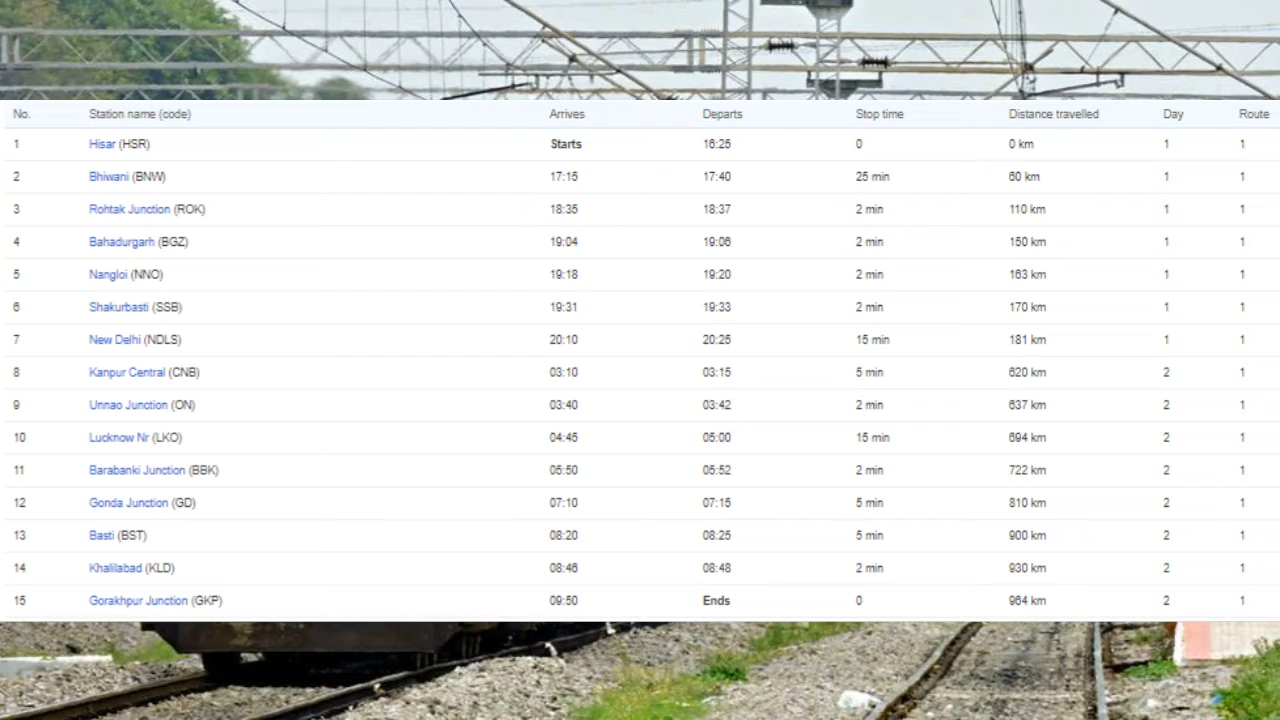 No. Station name (code) Arrives Departs Stop time Distance travelled Day Route
1 Hisar (HSR) Starts 16:25 0 0 km 1 1
2 Bhiwani (BNW) 17:15 17:40 25 min 60 km 1 1
3 Rohtak Junction (ROK) 18:35 18:37 2 min 110 km 1 1
4 Bahadurgarh (BGZ) 19:04 19:06 2 min 150 km 1 1
5 Nangloi (NNO) 19:18 19:20 2 min 163 km 1 1
6 Shakurbasti (SSB) 19:31 19:33 2 min 170 km 1 1
7 New Delhi (NDLS) 20:10 20:25 15 min 181 km 1 1
8 Kanpur Central (CNB) 03:10 03:15 5 min 620 km 2 1
9 Unnao Junction (ON) 03:40 03:42 2 min 637 km 2 1
10 Lucknow Nr (LKO) 04:45 05:00 15 min 694 km 2 1
11 Barabanki Junction (BBK) 05:50 05:52 2 min 722 km 2 1
12 Gonda Junction (GD) 07:10 07:15 5 min 810 km 2 1
13 Basti (BST) 08:20 08:25 5 min 900 km 2 1
14 Khalilabad (KLD) 08:46 08:48 2 min 930 km 2 1
15 Gorakhpur Junction (GKP) 09:50 Ends 0 964 km 2 1